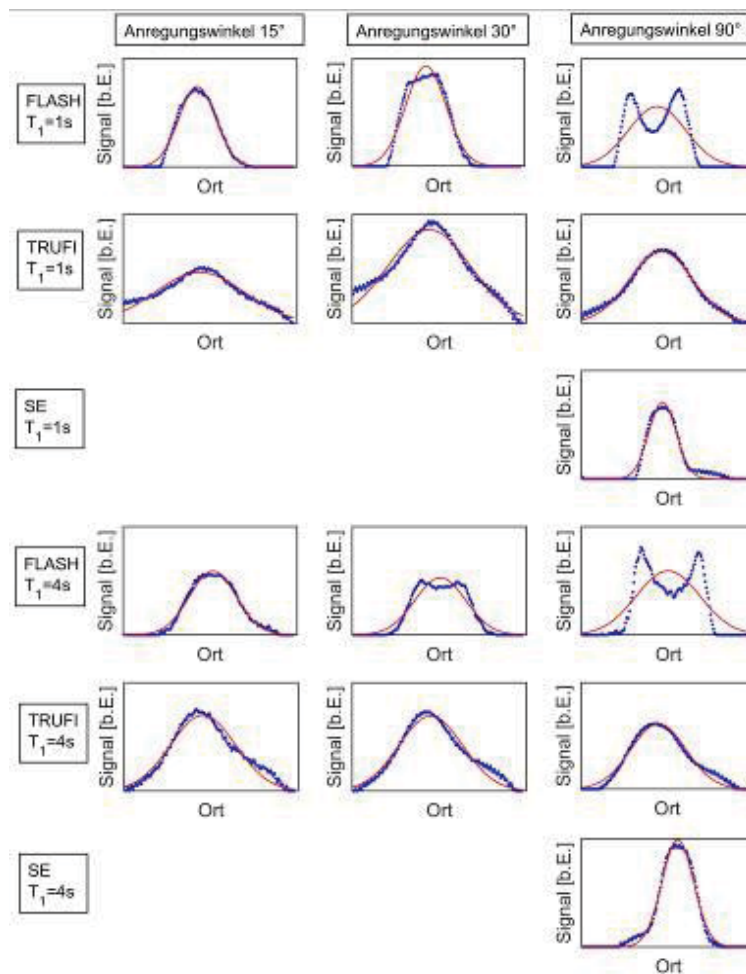 Anregungswinkel 15° Anregungswinkel 30° Anregungswinkel 90°
FLASH
T1=1s
Signal [b.E.]
Ort
Signal [b.E.]
Ort
Signal [b.E.]
Ort
TRUFI
T1=1s
Signal [b.E.]
Ort
Signal [b.E.]
Ort
Signal [b.E.]
Ort
SE
T1=1s
Signal [b.E.]
Ort
FLASH
T1=4s
Signal [b.E.]
Ort
Signal [b.E.]
Ort
Signal [b.E.]
Ort
TRUFI
T1=4s
Signal [b.E.]
Ort
Signal [b.E.]
Ort
Signal [b.E.]
Ort
SE
T1=4s
Signal [b.E.]
Ort